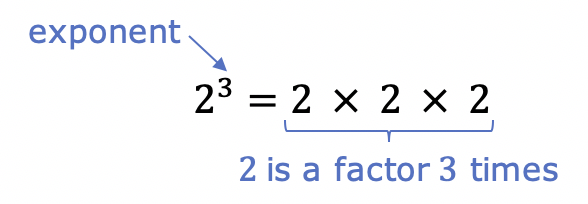 exponent
2³ = 2 × 2 × 2
2 is a factor 3 times